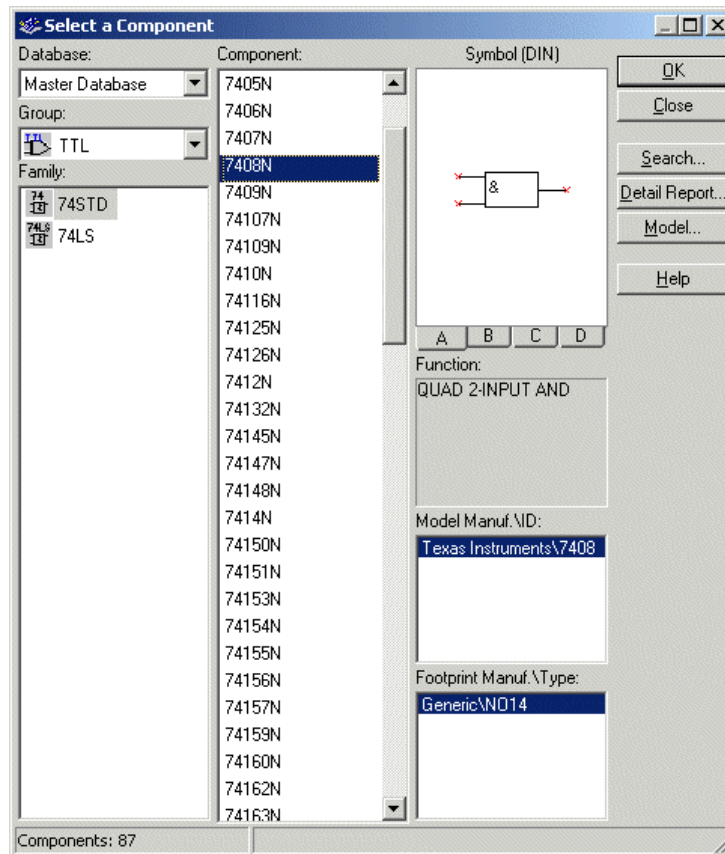 Select a Component
Database:
Master Database
Group:
TTL
Family:
74STD
74LS
Component:
7405N
7406N
7407N
7408N
7409N
74107N
74109N
7410N
74116N
74125N
74126N
7412N
74132N
74145N
74147N
74148N
7414N
74150N
74151N
74153N
74154N
74155N
74156N
74157N
74159N
74160N
74162N
74163N
Symbol (DIN)
&
A B C D
Function:
QUAD 2-INPUT AND
Model Manuf.\ID:
Texas Instruments\7408
Footprint Manuf.\Type:
Generic\NO14
OK
Close
Search...
Detail Report...
Model...
Help
Components: 87